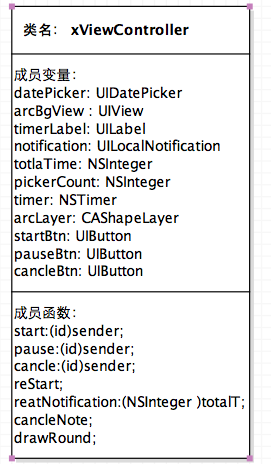 类名： xViewController
成员变量：
datePicker: UIDatePicker
arcBgView : UIView
timerLabel: UILabel
notification: UILocalNotification
totlaTime: NSInteger
pickerCount: NSInteger
timer: NSTimer
arcLayer: CAShapeLayer
startBtn: UIButton
pauseBtn: UIButton
cancleBtn: UIButton
成员函数：
start:(id)sender;
pause:(id)sender;
cancle:(id)sender;
reStart;
reatNotification:(NSInteger )totalT;
cancleNote;
drawRound;